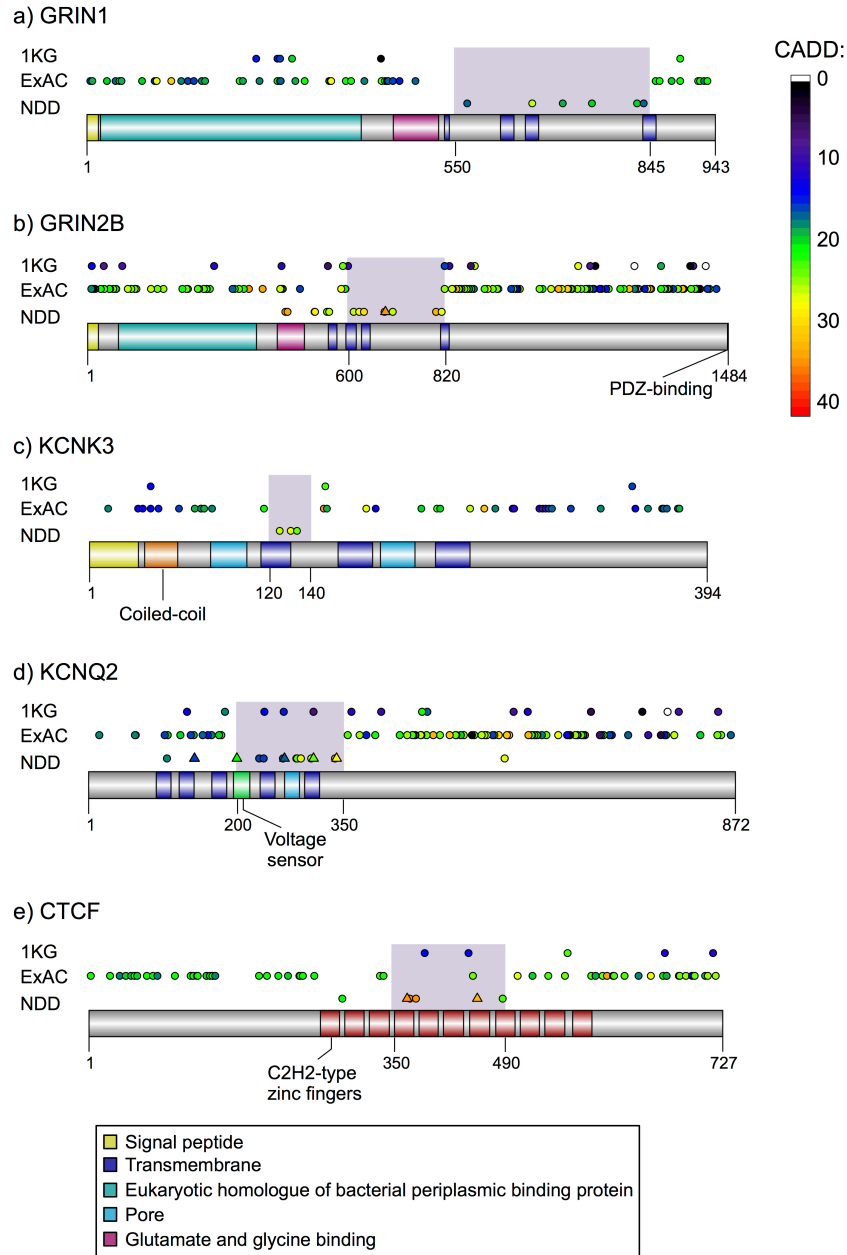 a) GRIN1
1KG
ExAC
NDD
1
550
845
943
CADD:
0
10
20
30
40
b) GRIN2B
1KG
ExAC
NDD
1
600
820
1484
PDZ-binding
c) KCNK3
1KG
ExAC
NDD
1
120
140
394
Coiled-coil
d) KCNQ2
1KG
ExAC
NDD
1
200
350
872
Voltage
sensor
e) CTCF
1KG
ExAC
NDD
1
350
490
727
C2H2-type
zinc fingers
Signal peptide
Transmembrane
Eukaryotic homologue of bacterial periplasmic binding protein
Pore
Glutamate and glycine binding